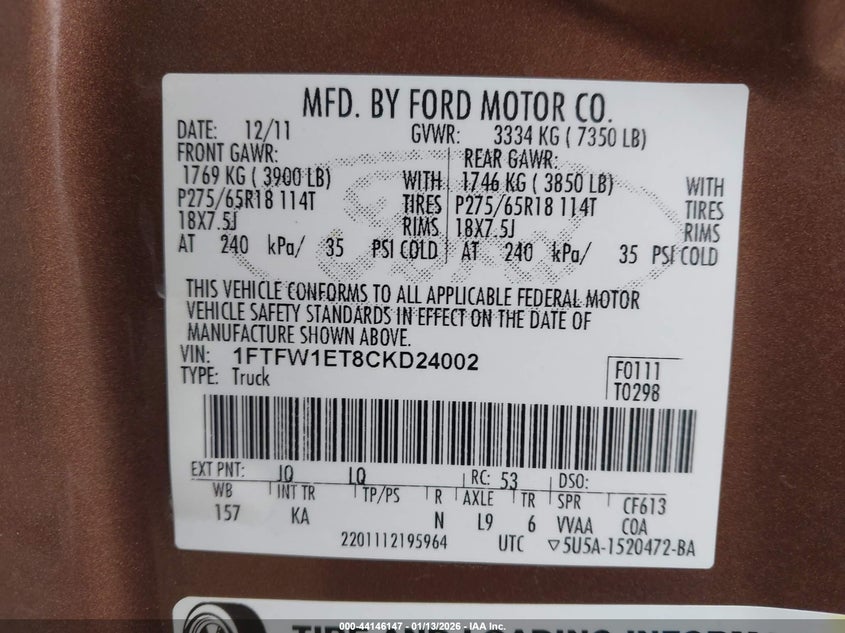 MFD. BY FORD MOTOR CO.
DATE: 12/11 GVWR: 3334 KG ( 7350 LB)
FRONT GAWR: REAR GAWR:
1769 KG ( 3900 LB) WITH 1746 KG ( 3850 LB) WITH
P275/65R18 114T TIRES P275/65R18 114T TIRES
18X7.5J RIMS 18X7.5J RIMS
AT 240 kPa/ 35 PSI COLD AT 240 kPa/ 35 PSI COLD
THIS VEHICLE CONFORMS TO ALL APPLICABLE FEDERAL MOTOR
VEHICLE SAFETY STANDARDS IN EFFECT ON THE DATE OF
MANUFACTURE SHOWN ABOVE.
VIN: 1FTFW1ET8CKD24002 F0111
TYPE: Truck T0298
EXT PNT: JQ LQ RC: 53 DSO:
WB INT TR TP/PS R AXLE TR SPR CF613
157 KA N L9 6 VVAA COA
2201112195964 UTC ▽5U5A-1520472-BA
TIRE AND LOADING INFORM
000-44146147 - 01/13/2026 - IAA Inc.